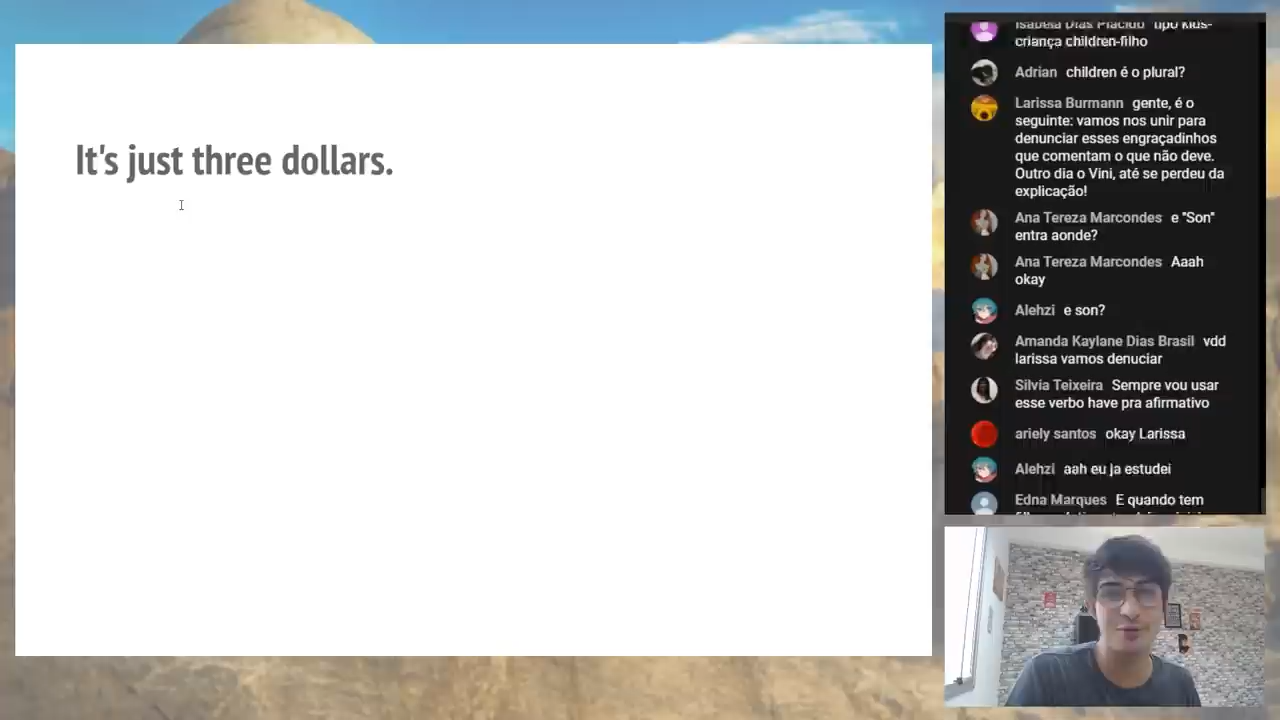 It's just three dollars.
Isabela Dias Placido tipo kids-
criança children-filho
Adrian children é o plural?
Larissa Burmann gente, é o
seguinte: vamos nos unir para
denunciar esses engraçadinhos
que comentam o que não deve.
Outro dia o Vini, até se perdeu da
explicação!
Ana Tereza Marcondes e "Son"
entra aonde?
Ana Tereza Marcondes Aaah
okay
Alehzi e son?
Amanda Kaylane Dias Brasil vdd
larissa vamos denuciar
Silvia Teixeira Sempre vou usar
esse verbo have pra afirmativo
ariely santos okay Larissa
Alehzi aah eu ja estudei
Edna Marques E quando tem